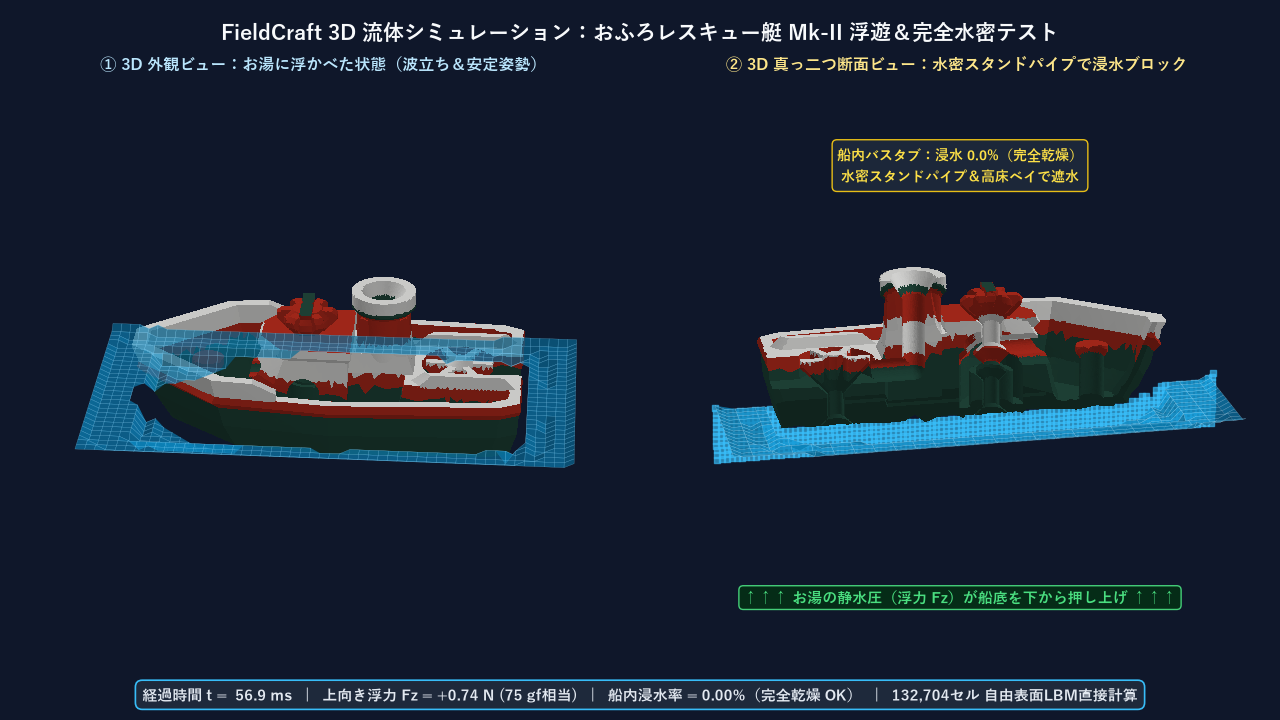 FieldCraft 3D 流体シミュレーション：おふろレスキュー艇 Mk-II 浮遊＆完全水密テスト
① 3D 外観ビュー：お湯に浮かべた状態（波立ち＆安定姿勢）
② 3D 真っ二つ断面ビュー：水密スタンドパイプで浸水ブロック
船内バスタブ：浸水 0.0%（完全乾燥）
水密スタンドパイプ＆高床ベイで遮水
↑ ↑ ↑ お湯の静水圧（浮力 Fz）が船底を下から押し上げ ↑ ↑ ↑
経過時間 t = 56.9 ms ｜ 上向き浮力 Fz = +0.74 N (75 gf相当) ｜ 船内浸水率 = 0.00%（完全乾燥 OK） ｜ 132,704セル 自由表面LBM直接計算